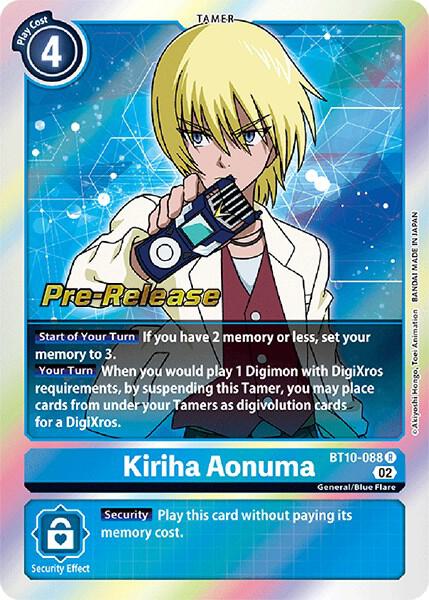 TAMER
Play Cost
4
Pre-Release
Start of Your Turn If you have 2 memory or less, set your
memory to 3.
Your Turn When you would play 1 Digimon with DigiXros
requirements, by suspending this Tamer, you may place
cards from under your Tamers as digivolution cards
for a DigiXros.
©Akiyoshi Hongo, Toei Animation BANDAI MADE IN JAPAN
Kiriha Aonuma
BT10-088 R
02
General/Blue Flare
Security Play this card without paying its
memory cost.
Security Effect